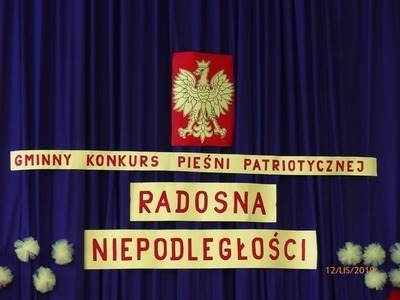 GMINNY KONKURS PIEŚNI PATRIOTYCZNEJ
RADOSNA
NIEPODLEGŁOŚCI
12/LIS/2019